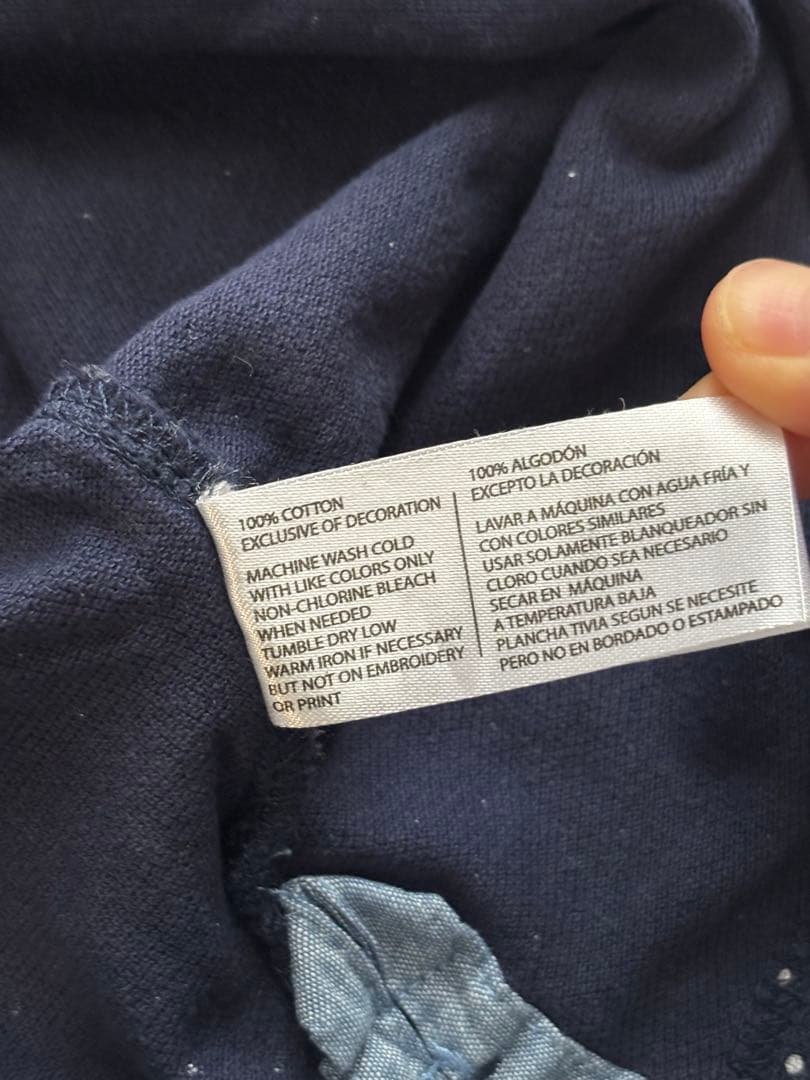 100% COTTON
EXCLUSIVE OF DECORATION
MACHINE WASH COLD
WITH LIKE COLORS ONLY
NON-CHLORINE BLEACH
WHEN NEEDED
TUMBLE DRY LOW
WARM IRON IF NECESSARY
BUT NOT ON EMBROIDERY
OR PRINT
100% ALGODÓN
EXCEPTO LA DECORACIÓN
LAVAR A MÁQUINA CON AGUA FRÍA Y
CON COLORES SIMILARES
USAR SOLAMENTE BLANQUEADOR SIN
CLORO CUANDO SEA NECESARIO
SECAR EN MÁQUINA
A TEMPERATURA BAJA
PLANCHA TIVIA SEGUN SE NECESITE
PERO NO EN BORDADO O ESTAMPADO